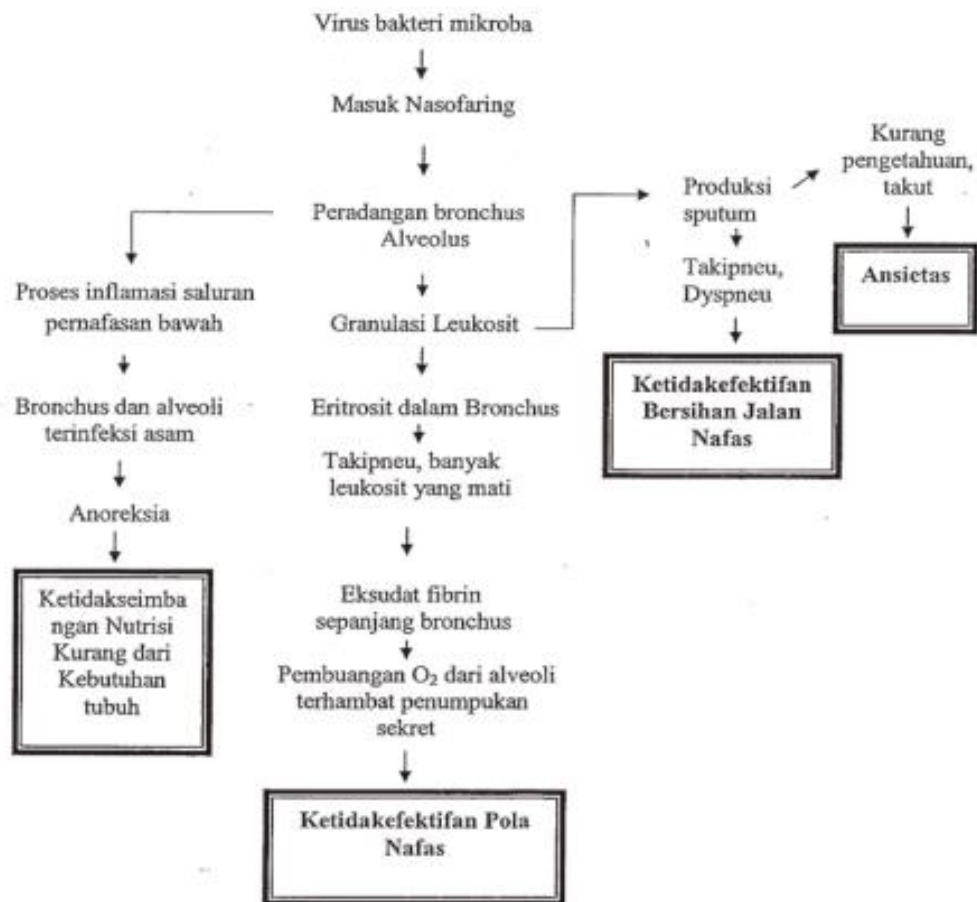 Virus bakteri mikroba
Masuk Nasofaring
Peradangan bronchus
Alveolus
Proses inflamasi saluran
pernafasan bawah
Bronchus dan alveoli
terinfeksi asam
Anoreksia
Ketidakseimba
ngan Nutrisi
Kurang dari
Kebutuhan
tubuh
Granulasi Leukosit
Eritrosit dalam Bronchus
Takipneu, banyak
leukosit yang mati
Eksudat fibrin
sepanjang bronchus
Pembuangan O₂ dari alveoli
terhambat penumpukan
sekret
Ketidakefektifan Pola
Nafas
Produksi
sputum
Takipneu,
Dyspneu
Ketidakefektifan
Bersihan Jalan
Nafas
Kurang
pengetahuan,
takut
Ansietas